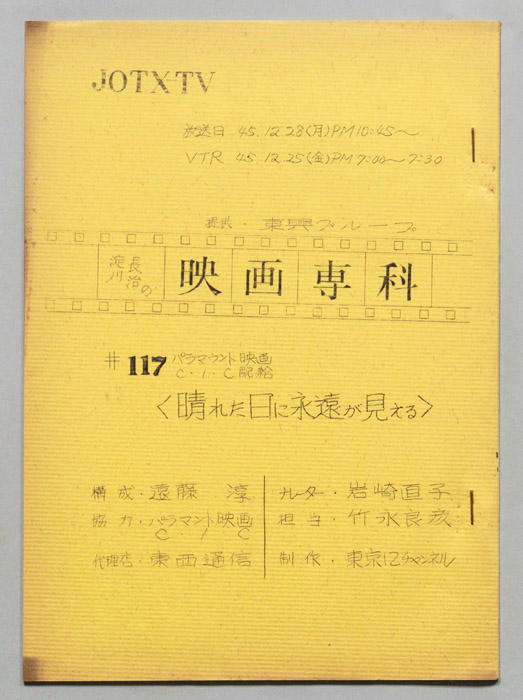 JOTX-TV
放送日 45.12.28(月)PM10:45〜
VTR 45.12.25(金)PM7:00〜7:30
提供・東興グループ
淀川長治の 映画専科
#117 パラマウント映画
C・I・C配給
〈晴れた日に永遠が見える〉
構成・遠藤 淳
協力・パラマント映画
C I C
代理店・東西通信
ナレーター・岩崎直子
担当・竹永良彦
制作・東京12チャンネル